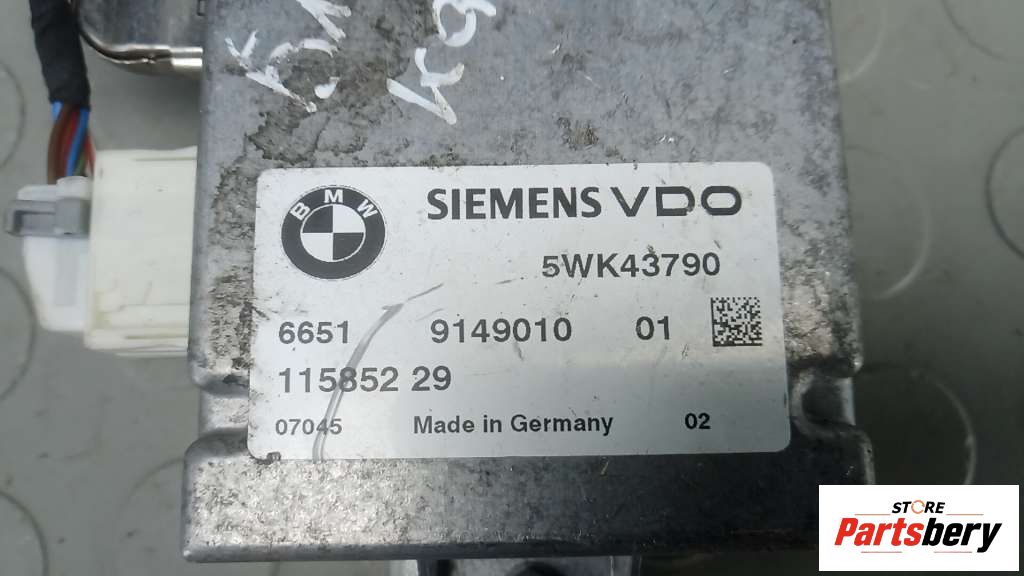 BMW
SIEMENS VDO
5WK43790
6651 9149010 01
115852 29
07045 Made in Germany 02
STORE
Partsbery